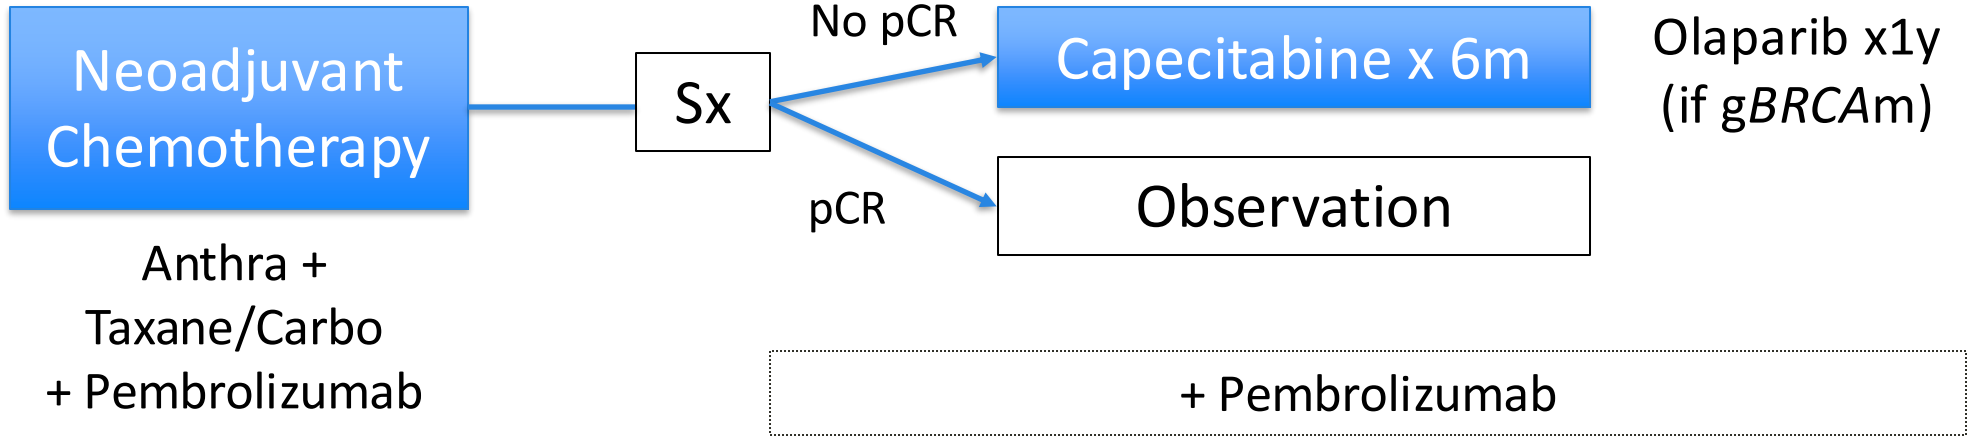 Neoadjuvant
Chemotherapy
Anthra +
Taxane/Carbo
+ Pembrolizumab
Sx
No pCR
pCR
Capecitabine x 6m
Observation
Olaparib x1y
(if gBRCAm)
+ Pembrolizumab